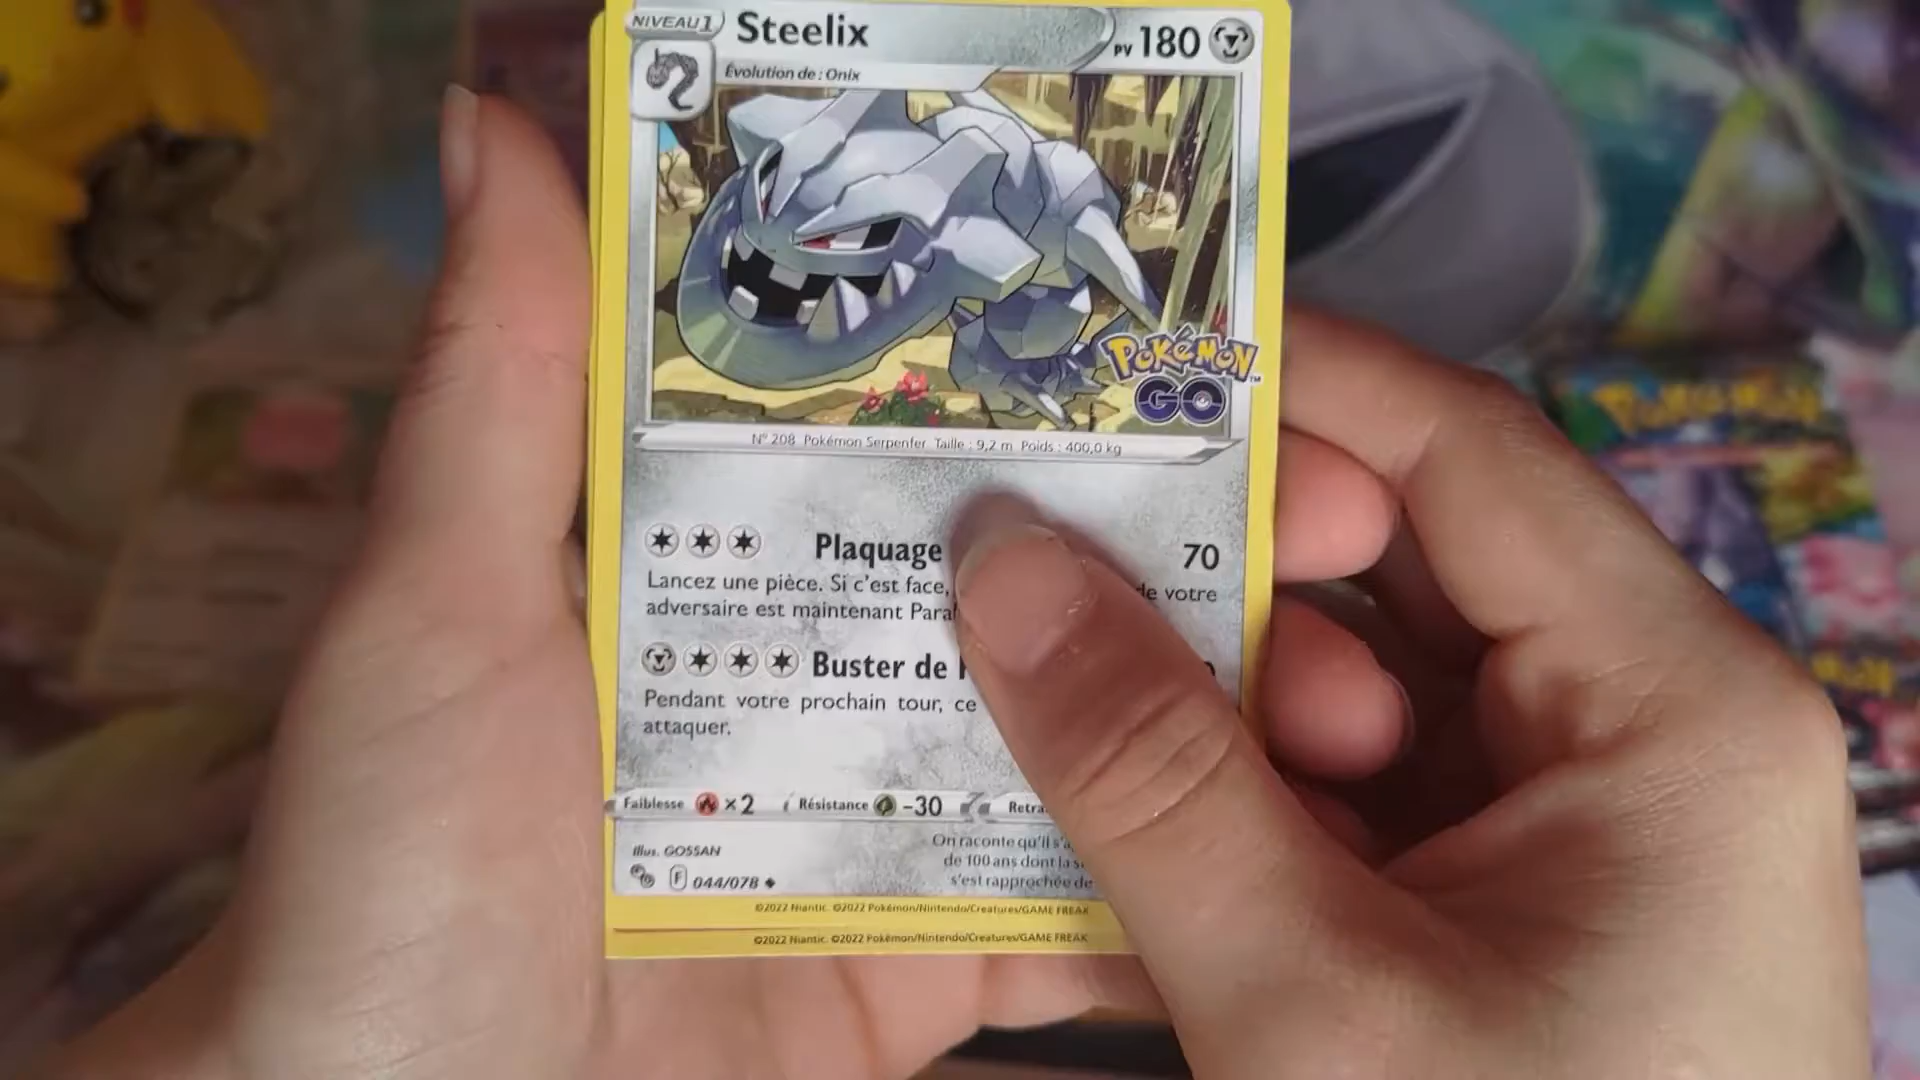 NIVEAU 1
Steelix
PV 180
Évolution de : Onix
POKÉMON™
GO
N° 208 Pokémon Serpenfer Taille : 9,2 m Poids : 400,0 kg
Plaquage 70
Lancez une pièce. Si c'est face, de votre
adversaire est maintenant
Buster de
Pendant votre prochain tour, ce
attaquer.
Faiblesse ×2 Résistance -30
On raconte qu'il
Illus. GOSSAN
de 100 ans dont la
F 044/078
s'est rapprochée de
©2022 Niantic. ©2022 Pokémon/Nintendo/Creatures/GAME FREAK
©2022 Niantic. ©2022 Pokémon/Nintendo/Creatures/GAME FREAK
POKÉMON